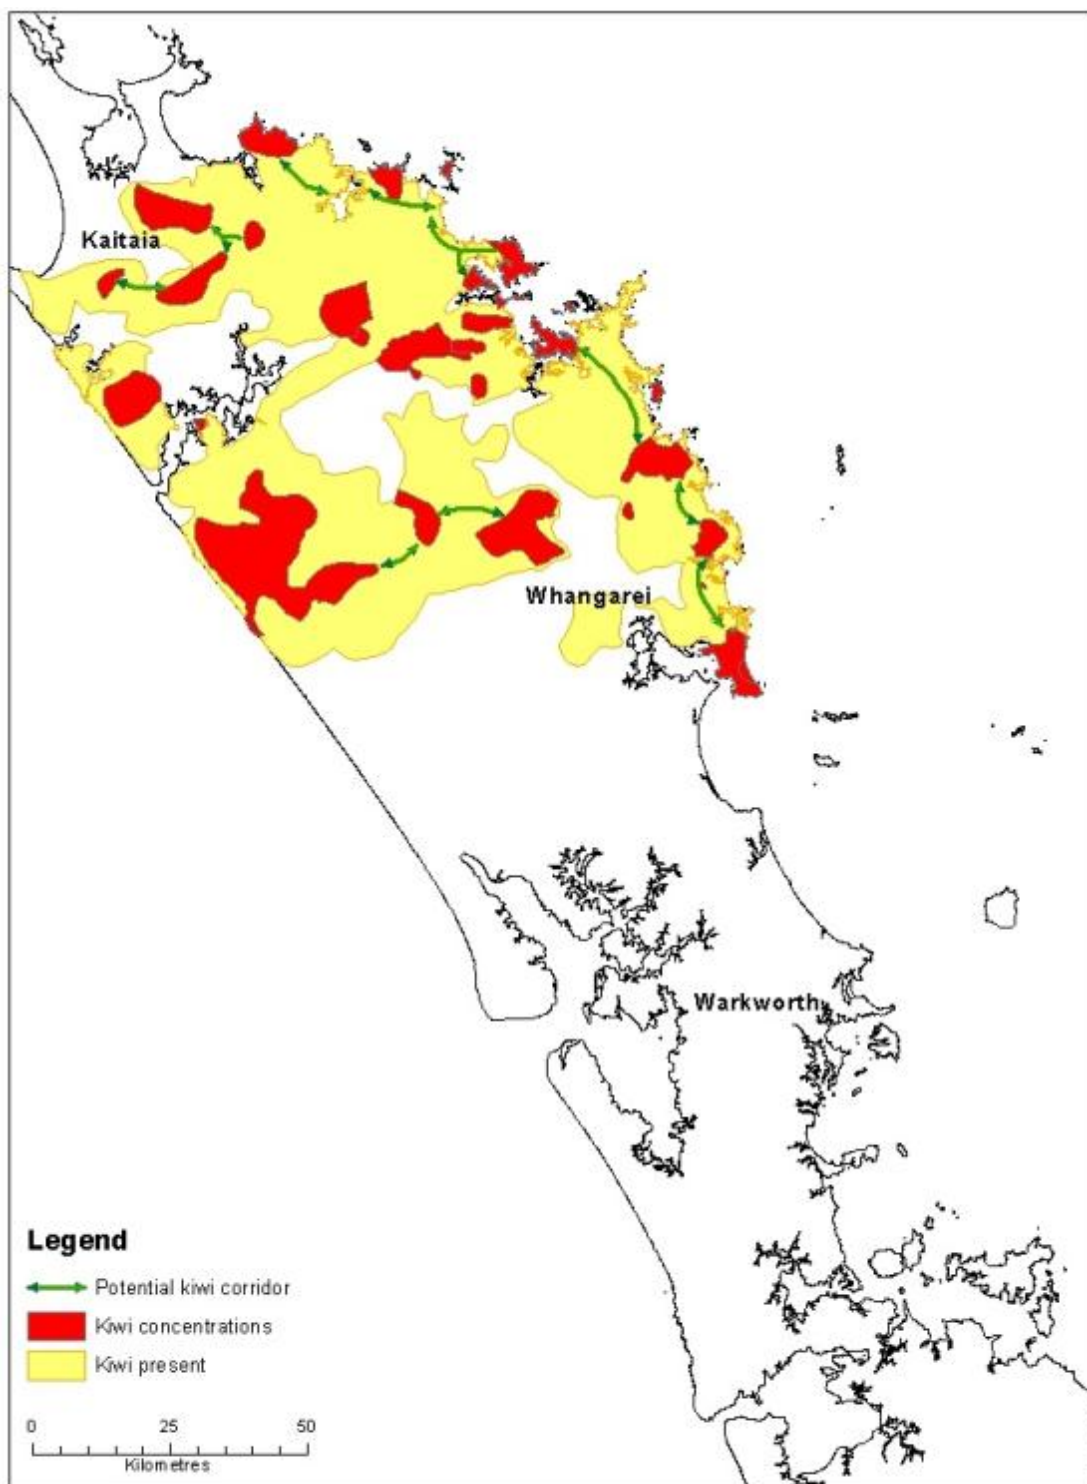 Kaitaia
Whangarei
Warkworth
Legend
Potential kiwi corridor
Kiwi concentrations
Kiwi present
0 25 50
Kilometres